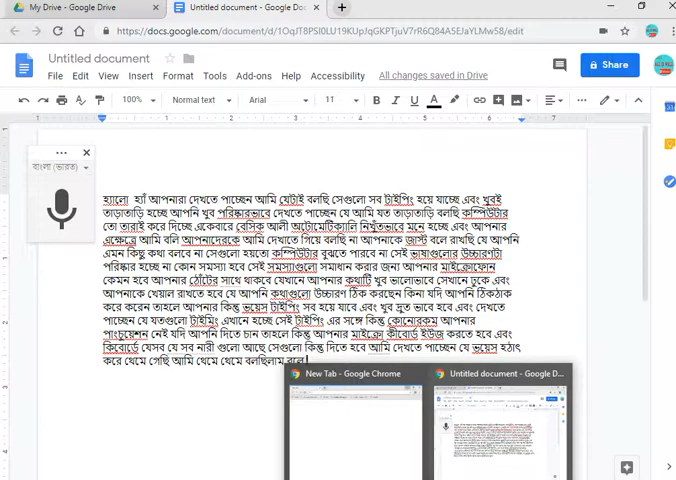 My Drive - Google Drive
Untitled document - Google Docs
https://docs.google.com/document/d/1OqJT8PSI0LU19KUpJqGKPTjuV7rR6Q84A5EJaYLMw58/edit
Untitled document
File Edit View Insert Format Tools Add-ons Help Accessibility All changes saved in Drive
Share
100% Normal text Arial 11
বাংলা (ভারত)
হ্যালো হ্যাঁ আপনারা দেখতে পাচ্ছেন আমি যেটাই বলছি সেগুলো সব টাইপিং হয়ে যাচ্ছে এবং খুবই
তাড়াতাড়ি হচ্ছে আপনি খুব পরিষ্কারভাবে দেখতে পাচ্ছেন যে আমি যত তাড়াতাড়ি বলছি কম্পিউটার
তো তারাই করে দিচ্ছে একেবারে বেসিক আলী অটোমেটিক্যালি নিখুঁতভাবে মনে হচ্ছে এবং আপনার
এক্ষেত্রে আমি বলি আপনাদেরকে আমি দেখাতে গিয়ে বলছি না আপনাকে জাস্ট বলে রাখছি যে আপনি
এমন কিছু কথা বলবে না সেগুলো হয়তো কম্পিউটার বুঝতে পারবে না সেই ভাষাগুলোর উচ্চারণটা
পরিষ্কার হচ্ছে না কোন সমস্যা হবে সেই সমস্যাগুলো সমাধান করার জন্য আপনার মাইক্রোফোন
কেমন হবে আপনার ঠোঁটের সাথে থাকবে যেখানে আপনার কথাটি খুব ভালোভাবে সেখানে ঢুকে এবং
আপনাকে খেয়াল রাখতে হবে যে আপনি কথাগুলো উচ্চারণ ঠিক করছেন কিনা যদি আপনি ঠিকঠাক
করে করেন তাহলে আপনার কিন্তু ভয়েস টাইপিং সব হয়ে যাবে এবং খুব দ্রুত ভাবে হবে এবং দেখতে
পাচ্ছেন যে যতগুলো টাইমিং এখানে হচ্ছে সেই টাইপিং এর সঙ্গে কিন্তু কোনোরকম আপনার
পাংচুয়েশন নেই যদি আপনি দিতে চান তাহলে কিন্তু আপনার মাইক্রো কীবোর্ড ইউজ করতে হবে এবং
কিবোর্ডে যেসব যে সব নারী গুলো আছে সেগুলো কিন্তু দিতে হবে আমি দেখতে পাচ্ছেন যে ভয়েস হঠাৎ
করে থেমে গেছি আমি থেমে থেমে বলছিলাম বলে
New Tab - Google Chrome
Untitled document - Google D...